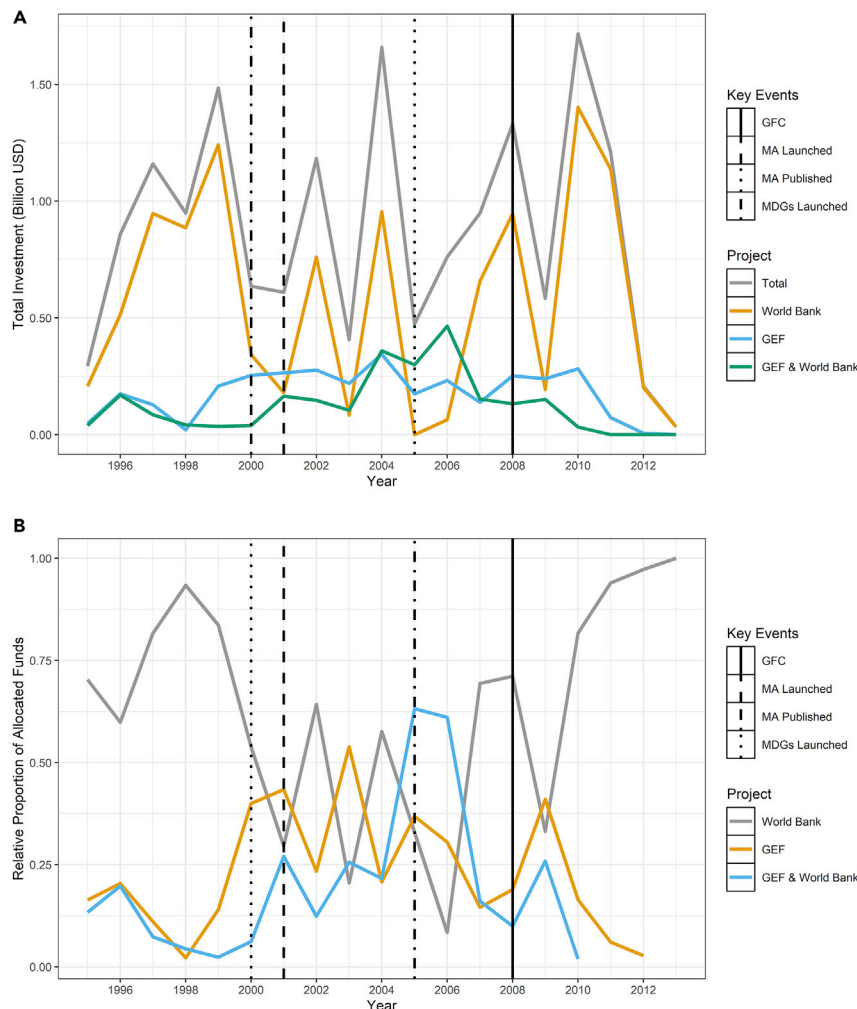 A
Total Investment (Billion USD)
1.50
1.00
0.50
0.00
1996
1998
2000
2002
2004
2006
2008
2010
2012
Year
Key Events
GFC
MA Launched
MA Published
MDGs Launched
Project
Total
World Bank
GEF
GEF & World Bank
B
Relative Proportion of Allocated Funds
1.00
0.75
0.50
0.25
0.00
1996
1998
2000
2002
2004
2006
2008
2010
2012
Year
Key Events
GFC
MA Launched
MA Published
MDGs Launched
Project
World Bank
GEF
GEF & World Bank